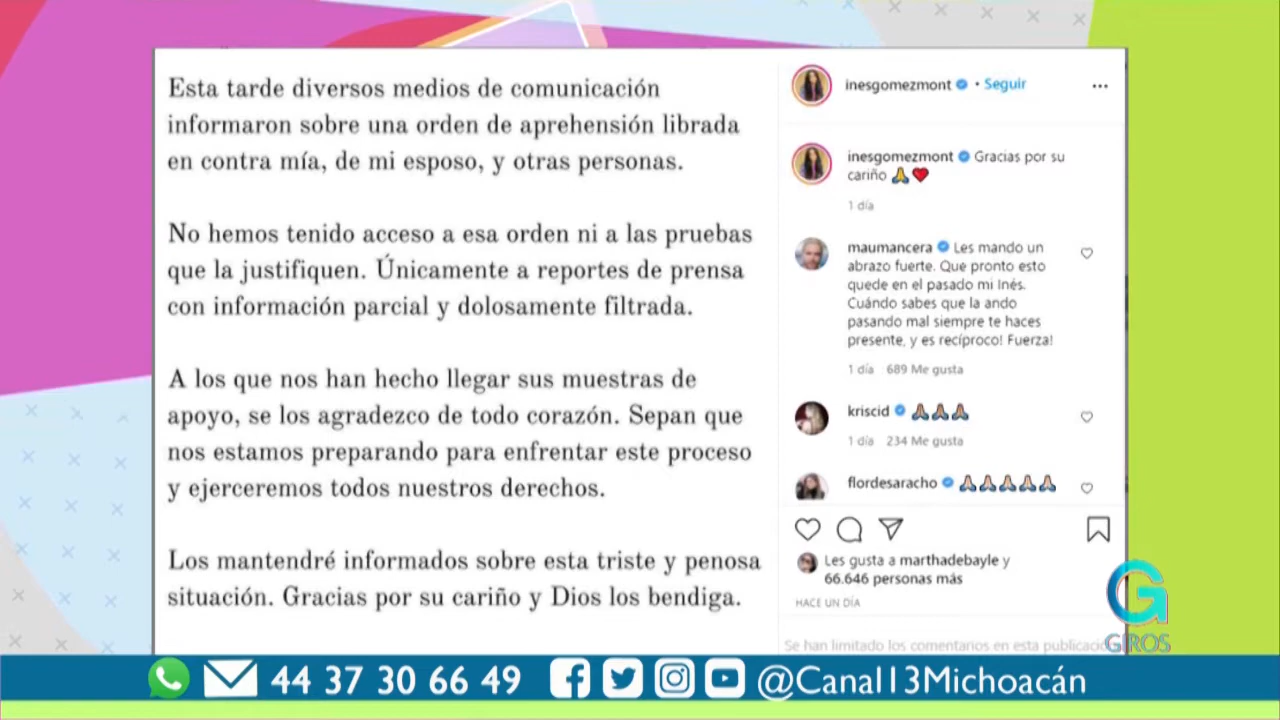 Esta tarde diversos medios de comunicación
informaron sobre una orden de aprehensión librada
en contra mía, de mi esposo, y otras personas.
No hemos tenido acceso a esa orden ni a las pruebas
que la justifiquen. Únicamente a reportes de prensa
con información parcial y dolosamente filtrada.
A los que nos han hecho llegar sus muestras de
apoyo, se los agradezco de todo corazón. Sepan que
nos estamos preparando para enfrentar este proceso
y ejerceremos todos nuestros derechos.
Los mantendré informados sobre esta triste y penosa
situación. Gracias por su cariño y Dios los bendiga.
inesgomezmont • Seguir
inesgomezmont Gracias por su
cariño 🙏❤️
1 día
maumancera Les mando un
abrazo fuerte. Que pronto esto
quede en el pasado mi Inés.
Cuándo sabes que la ando
pasando mal siempre te haces
presente, y es recíproco! Fuerza!
1 día 689 Me gusta
kriscid 🙏🙏🙏
1 día 234 Me gusta
flordesaracho 🙏🙏🙏🙏🙏
Les gusta a marthadebayle y
66.646 personas más
HACE UN DÍA
Se han limitado los comentarios en esta publicació
G
GIROS
44 37 30 66 49 @Canal13Michoacán